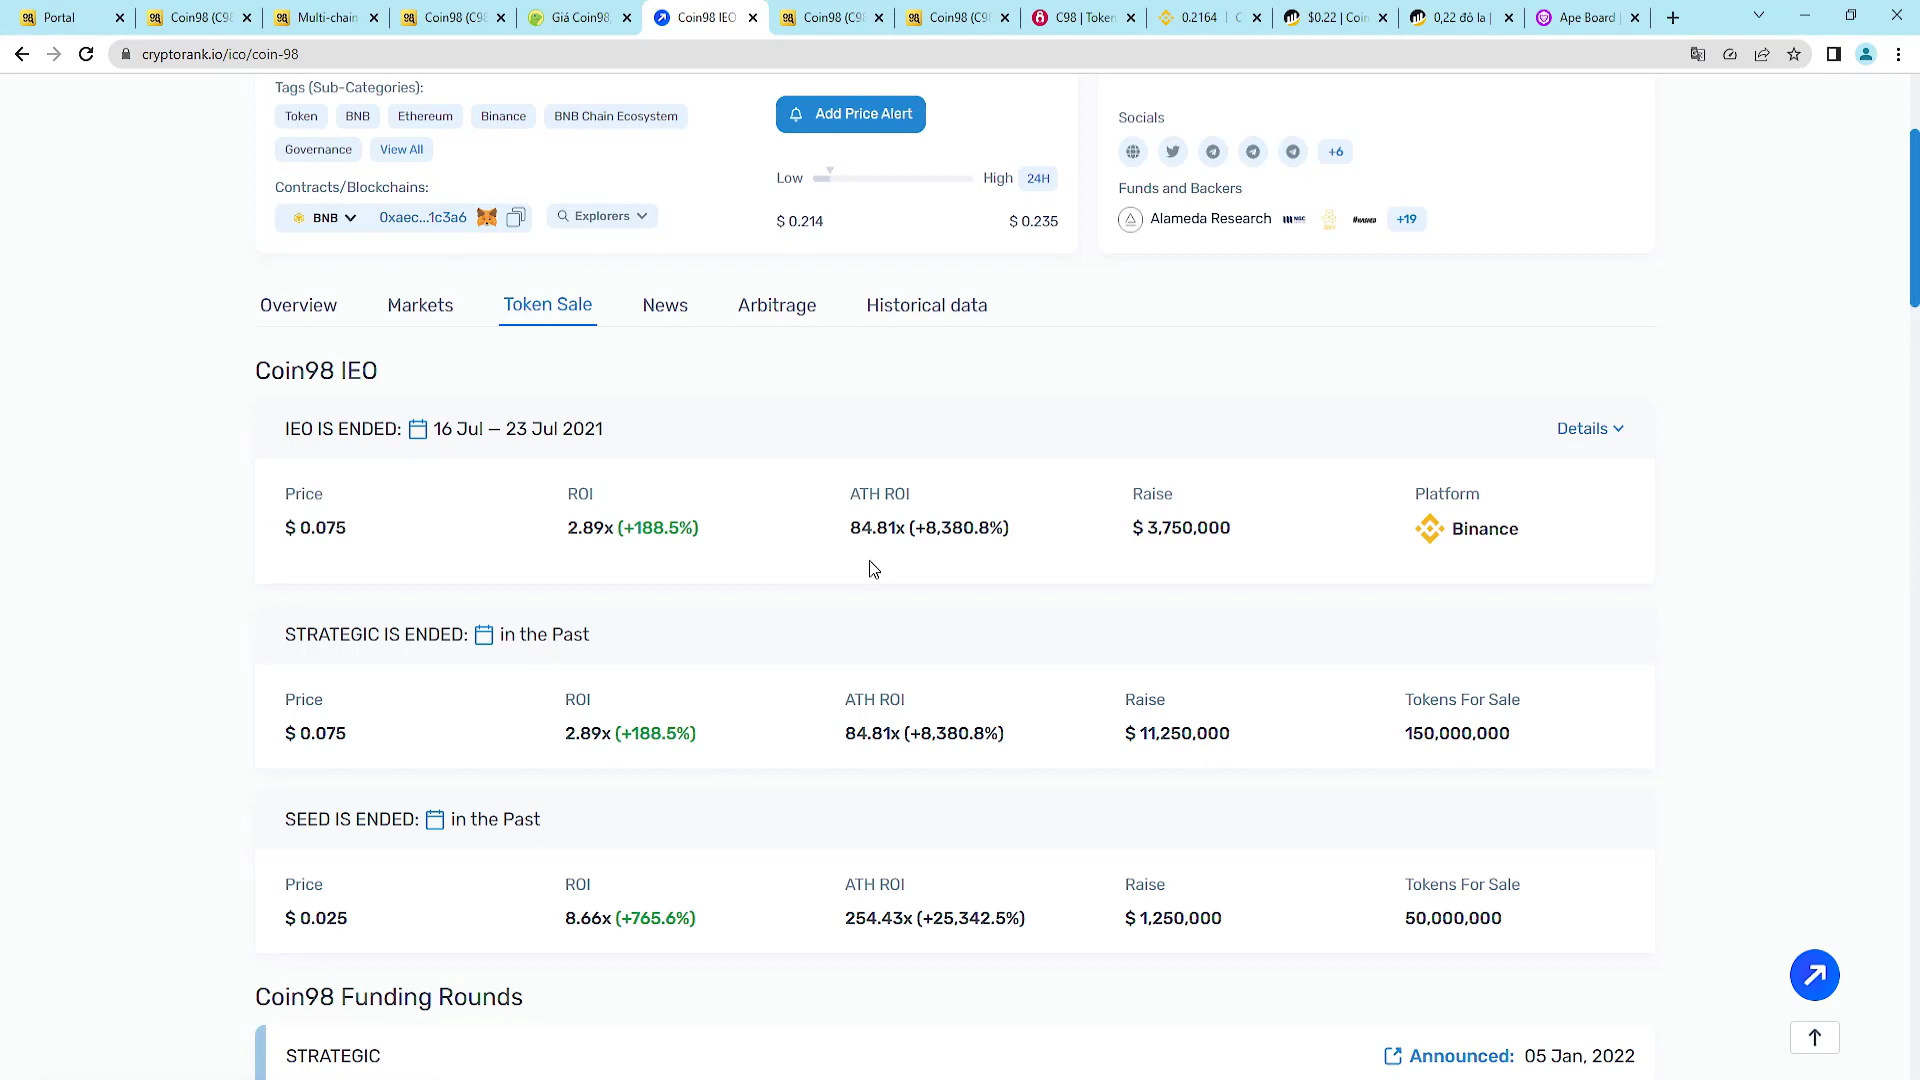 Portal
Coin98 (C98
Multi-chain
Coin98 (C98
Giá Coin98,
Coin98 IEO
Coin98 (C98
Coin98 (C98
C98 | Token
0.2164 | C
$0.22 | Coin
0,22 đô la |
Ape Board
cryptorank.io/ico/coin-98
Tags (Sub-Categories):
Token BNB Ethereum Binance BNB Chain Ecosystem
Governance View All
Contracts/Blockchains:
BNB 0xaec...1c3a6 Explorers
Add Price Alert
Low High 24H
$ 0.214 $ 0.235
Socials
+6
Funds and Backers
Alameda Research NGC #HASHED +19
Overview Markets Token Sale News Arbitrage Historical data
Coin98 IEO
IEO IS ENDED: 16 Jul — 23 Jul 2021 Details
Price ROI ATH ROI Raise Platform
$ 0.075 2.89x (+188.5%) 84.81x (+8,380.8%) $ 3,750,000 Binance
STRATEGIC IS ENDED: in the Past
Price ROI ATH ROI Raise Tokens For Sale
$ 0.075 2.89x (+188.5%) 84.81x (+8,380.8%) $ 11,250,000 150,000,000
SEED IS ENDED: in the Past
Price ROI ATH ROI Raise Tokens For Sale
$ 0.025 8.66x (+765.6%) 254.43x (+25,342.5%) $ 1,250,000 50,000,000
Coin98 Funding Rounds
STRATEGIC Announced: 05 Jan, 2022